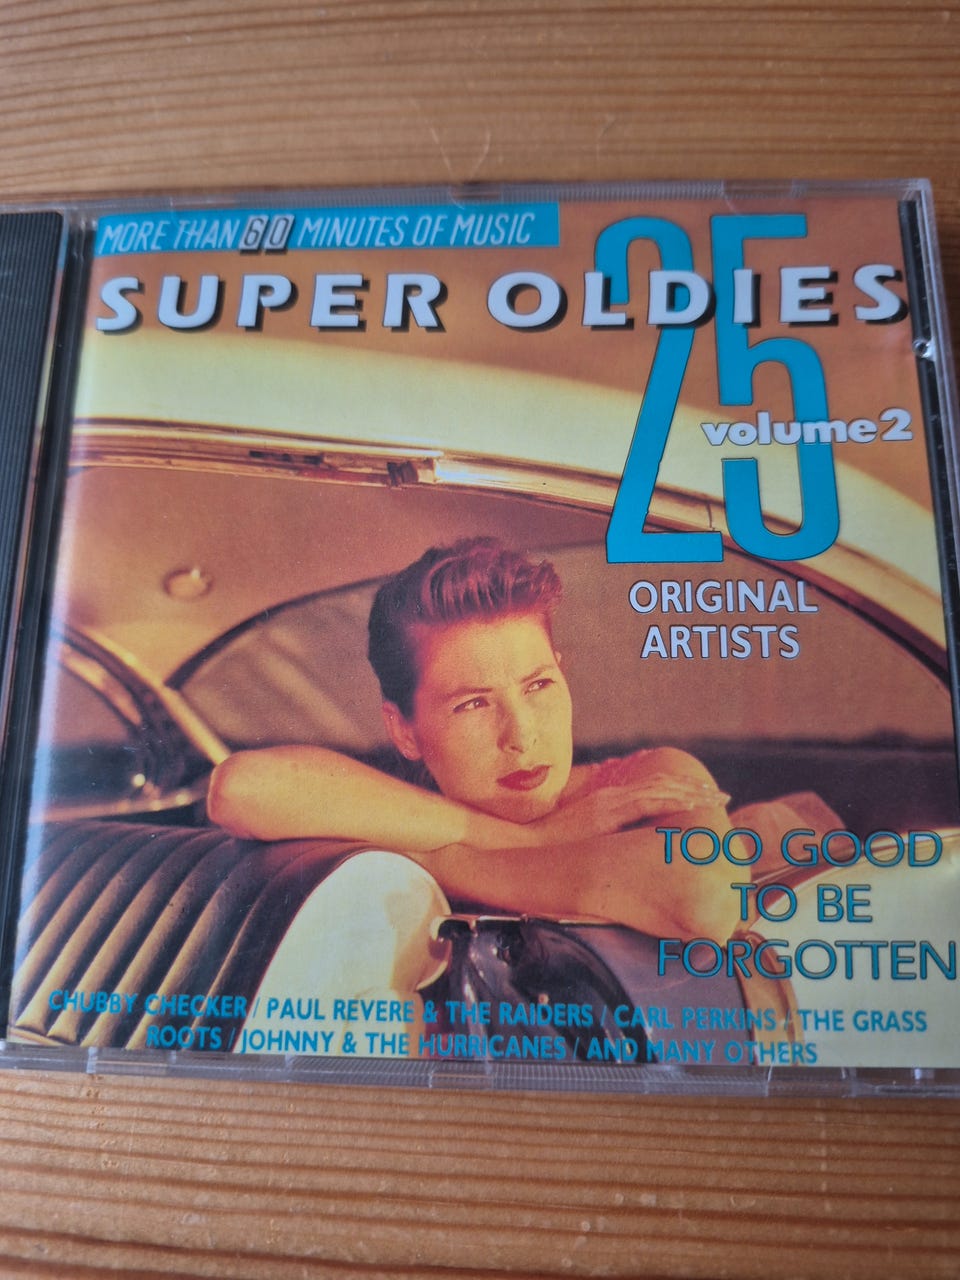 MORE THAN 60 MINUTES OF MUSIC
SUPER OLDIES
25
volume 2
ORIGINAL
ARTISTS
TOO GOOD
TO BE
FORGOTTEN
CHUBBY CHECKER / PAUL REVERE & THE RAIDERS / CARL PERKINS / THE GRASS
ROOTS / JOHNNY & THE HURRICANES / AND MANY OTHERS